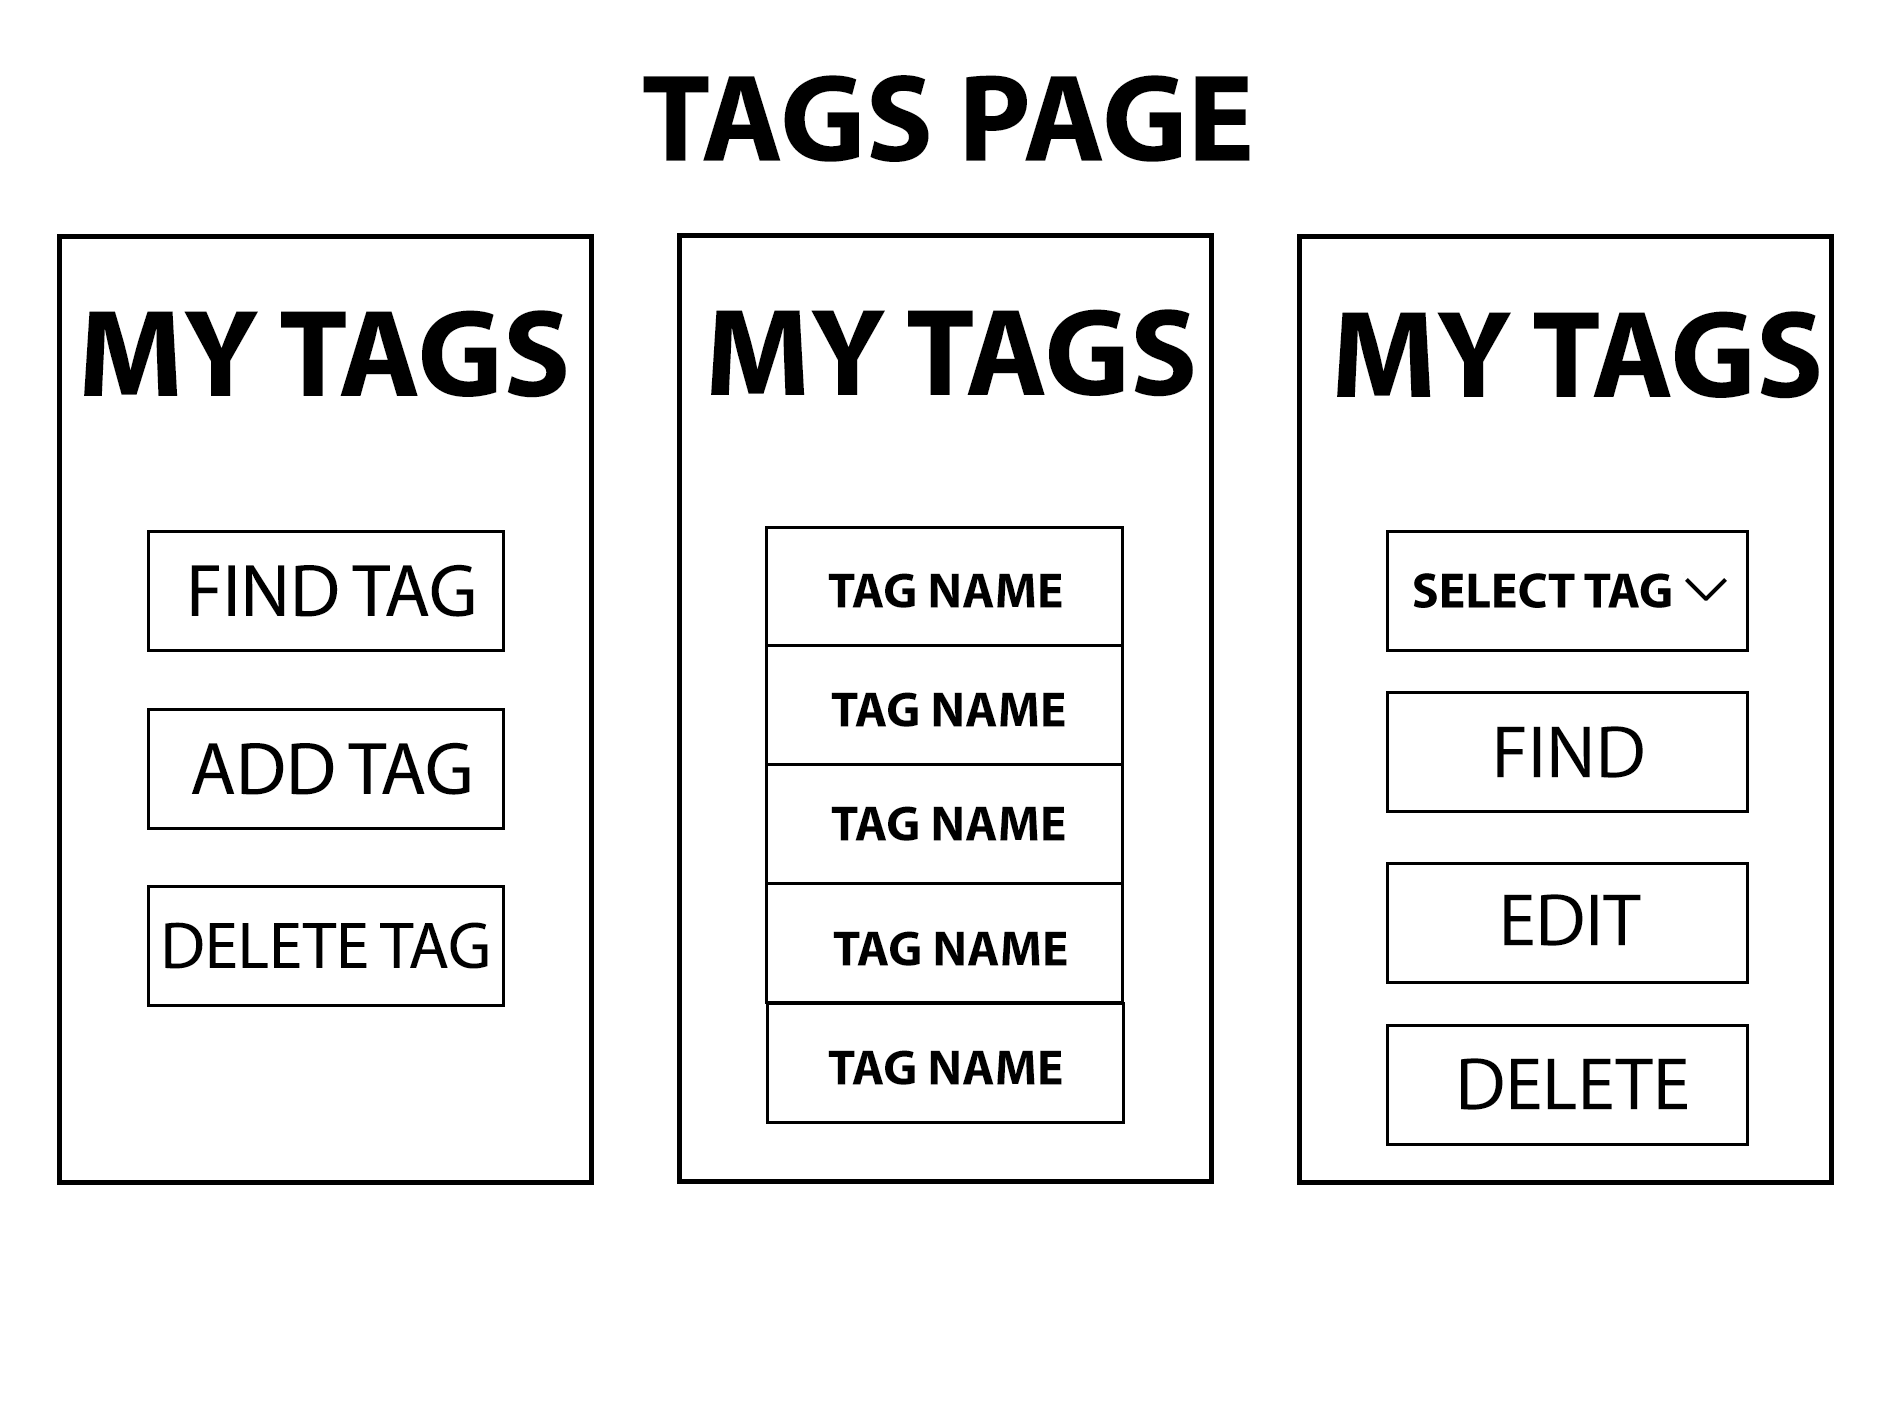 TAGS PAGE
MY TAGS
FIND TAG
ADD TAG
DELETE TAG
MY TAGS
TAG NAME
TAG NAME
TAG NAME
TAG NAME
TAG NAME
MY TAGS
SELECT TAG
FIND
EDIT
DELETE